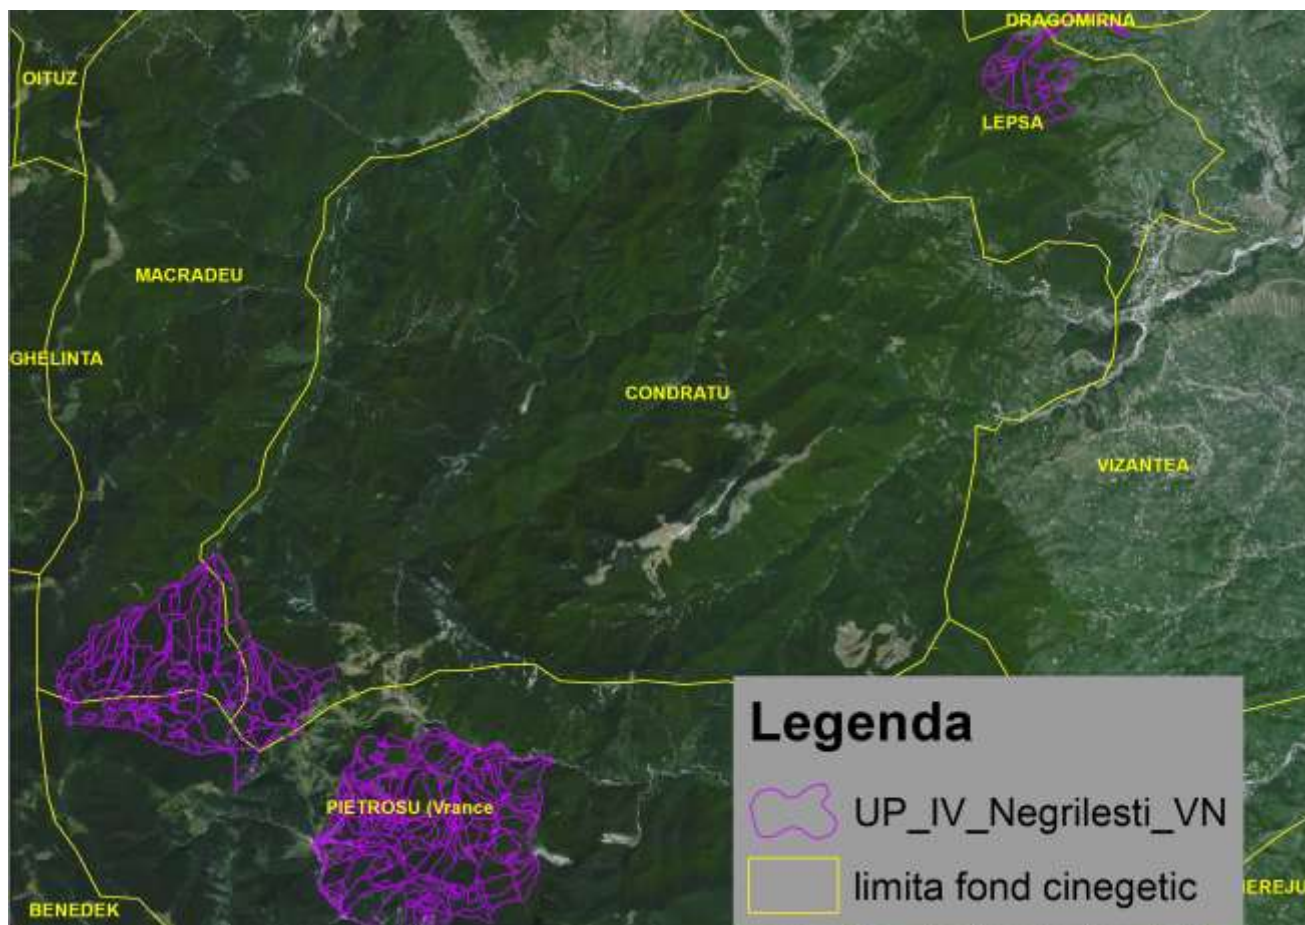 DRAGOMIRNA
OITUZ
LEPSA
MACRADEU
GHELINTA
CONDRATU
VIZANTEA
PIETROSU (Vrance
BENEDEK
Legenda
UP_IV_Negrilesti_VN
limita fond cinegetic
EREJU